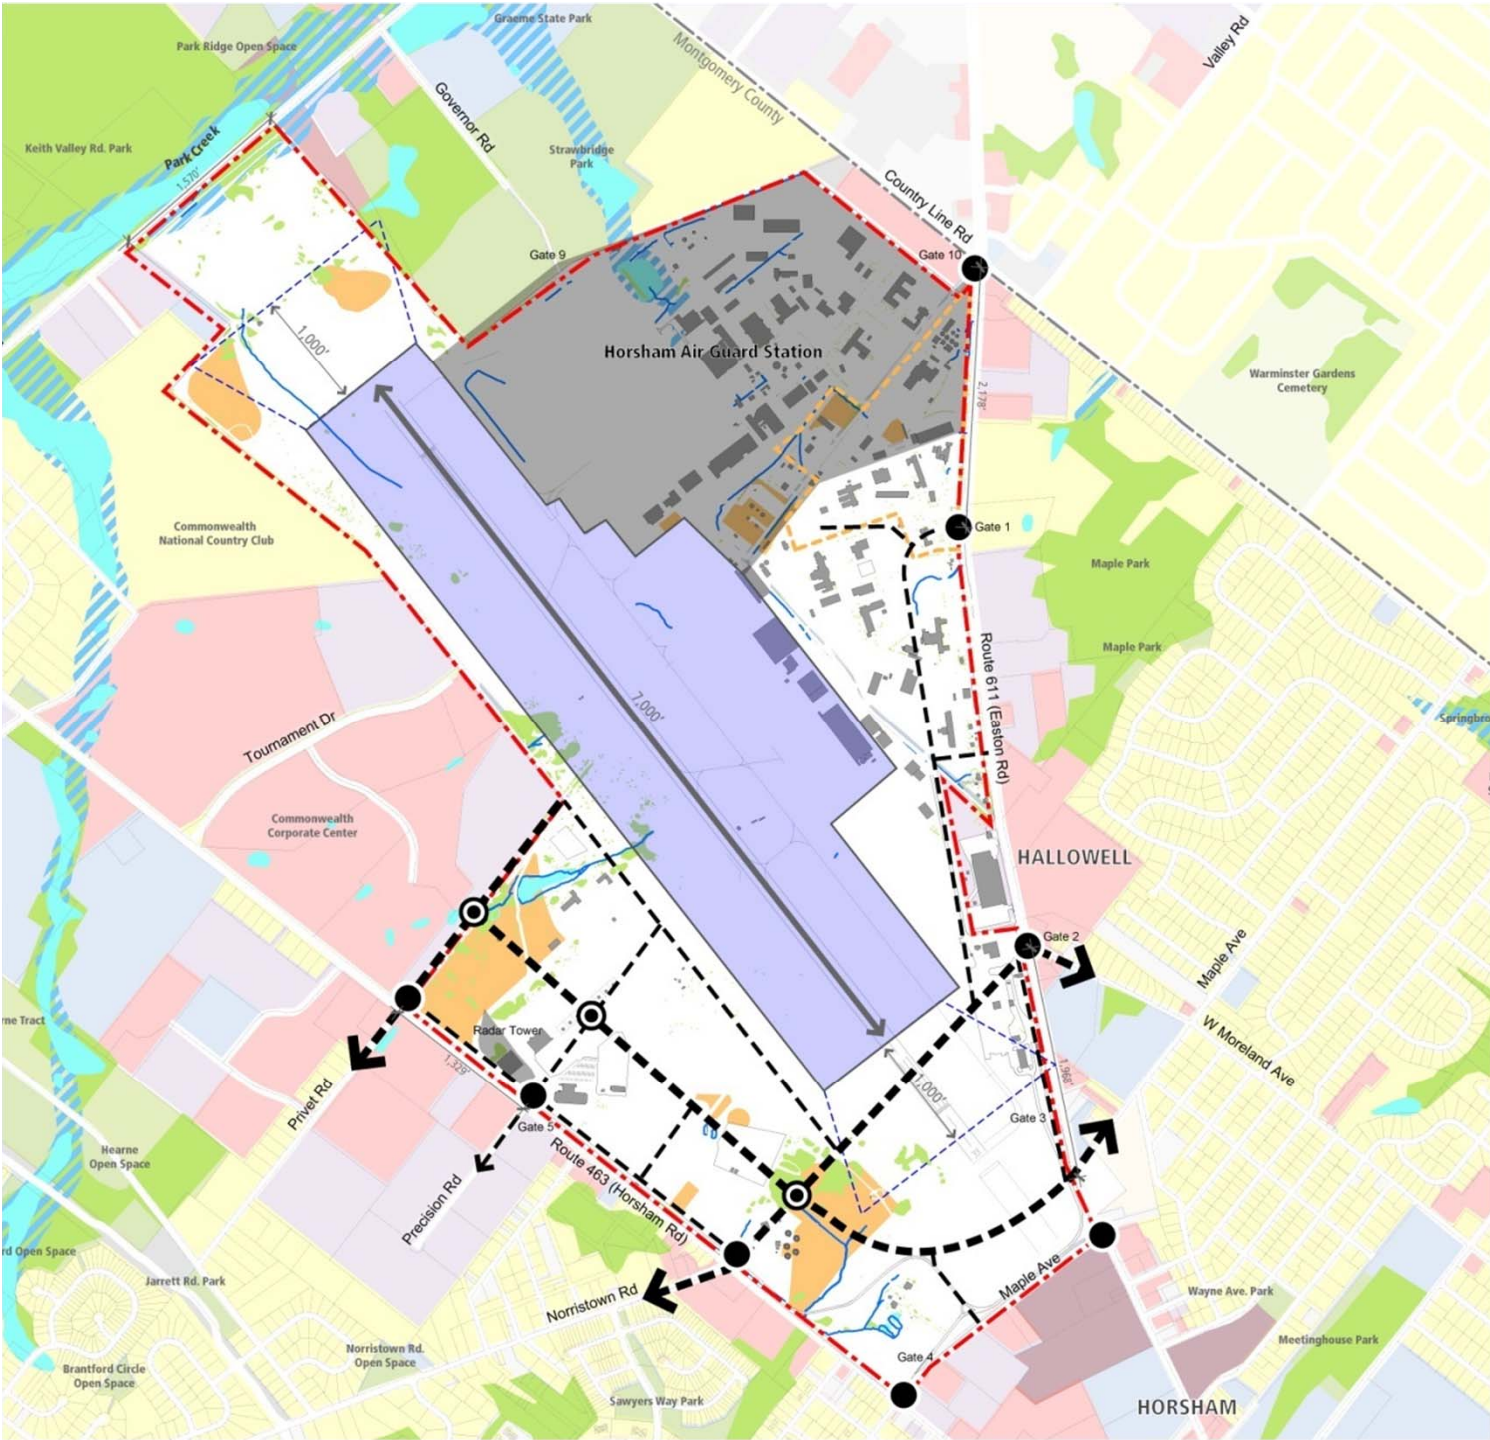 Graeme State Park
Park Ridge Open Space
Montgomery County
Valley Rd
Governor Rd
Keith Valley Rd. Park
Park Creek
1,570'
Strawbridge
Park
Country Line Rd
Gate 9
Gate 10
1,000'
Horsham Air Guard Station
Warminster Gardens
Cemetery
2,178'
Commonwealth
National Country Club
Gate 1
Maple Park
Maple Park
Route 611 (Easton Rd)
7,000'
Tournament Dr
Springbro
Commonwealth
Corporate Center
HALLOWELL
Gate 2
Maple Ave
rne Tract
Radar Tower
W Moreland Ave
1,329'
1,968'
1,000'
Privet Rd
Gate 3
Gate 5
Hearne
Open Space
Route 463 (Horsham Rd)
Precision Rd
rd Open Space
Jarrett Rd. Park
Maple Ave
Norristown Rd
Wayne Ave. Park
Meetinghouse Park
Norristown Rd.
Open Space
Gate 4
Brantford Circle
Open Space
Sawyers Way Park
HORSHAM